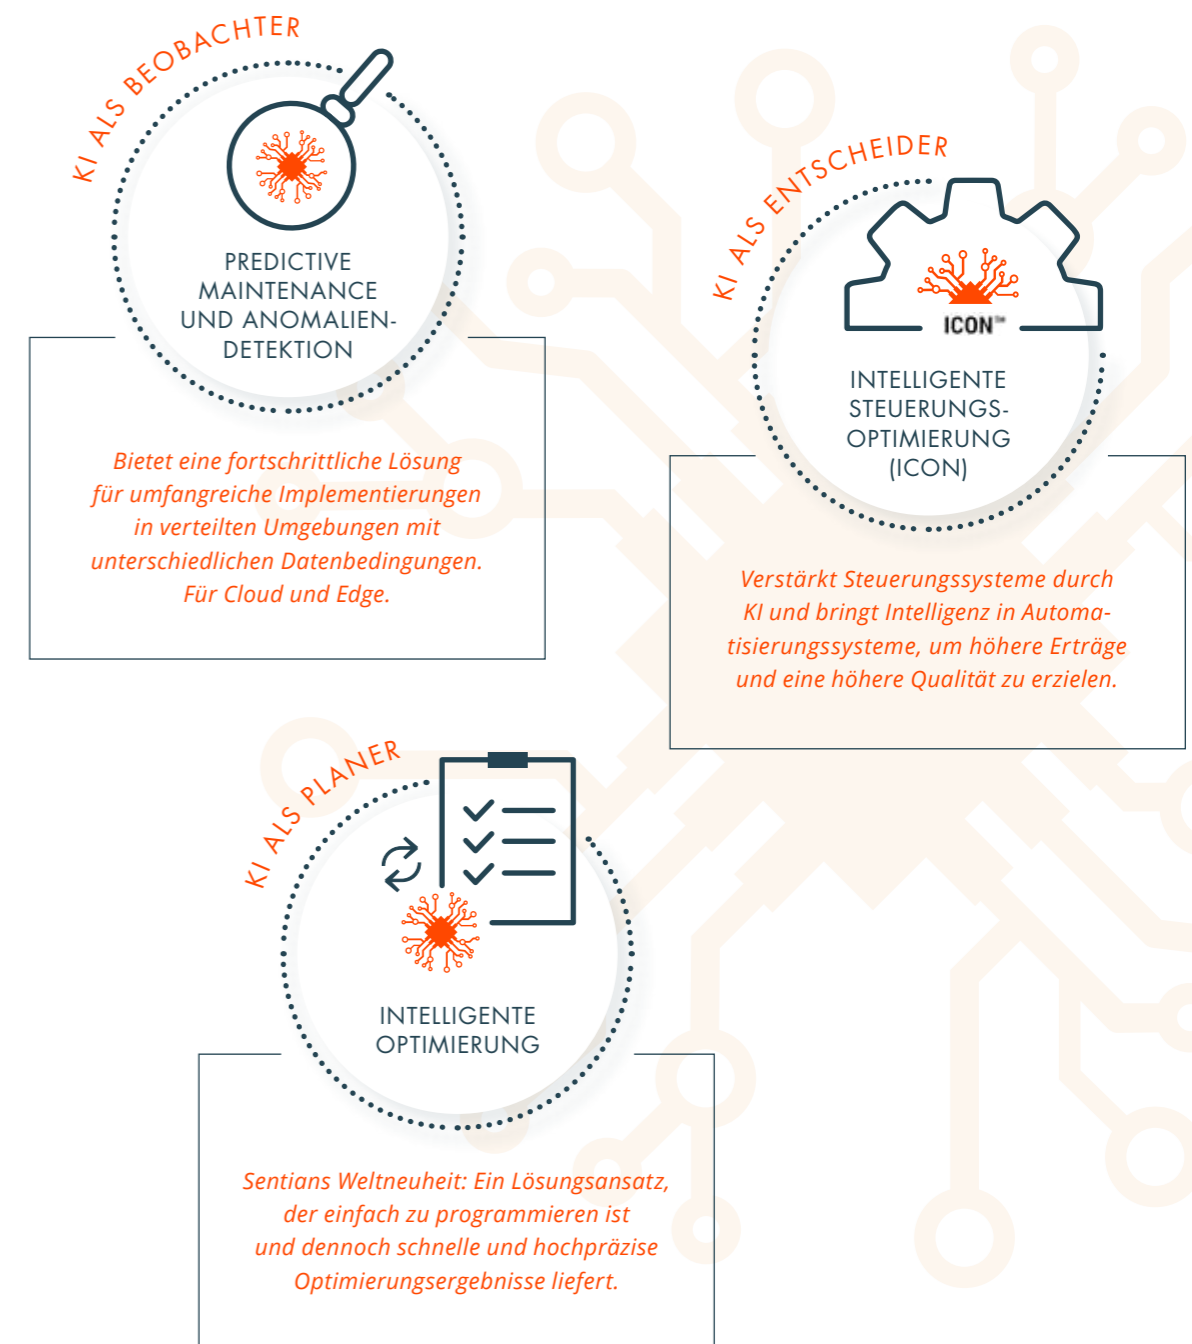 KI ALS BEOBACHTER
PREDICTIVE
MAINTENANCE
UND ANOMALIEN-
DETEKTION
Bietet eine fortschrittliche Lösung
für umfangreiche Implementierungen
in verteilten Umgebungen mit
unterschiedlichen Datenbedingungen.
Für Cloud und Edge.
KI ALS ENTSCHEIDER
ICON™
INTELLIGENTE
STEUERUNGS-
OPTIMIERUNG
(ICON)
Verstärkt Steuerungssysteme durch
KI und bringt Intelligenz in Automa-
tisierungssysteme, um höhere Erträge
und eine höhere Qualität zu erzielen.
KI ALS PLANER
INTELLIGENTE
OPTIMIERUNG
Sentians Weltneuheit: Ein Lösungsansatz,
der einfach zu programmieren ist
und dennoch schnelle und hochpräzise
Optimierungsergebnisse liefert.